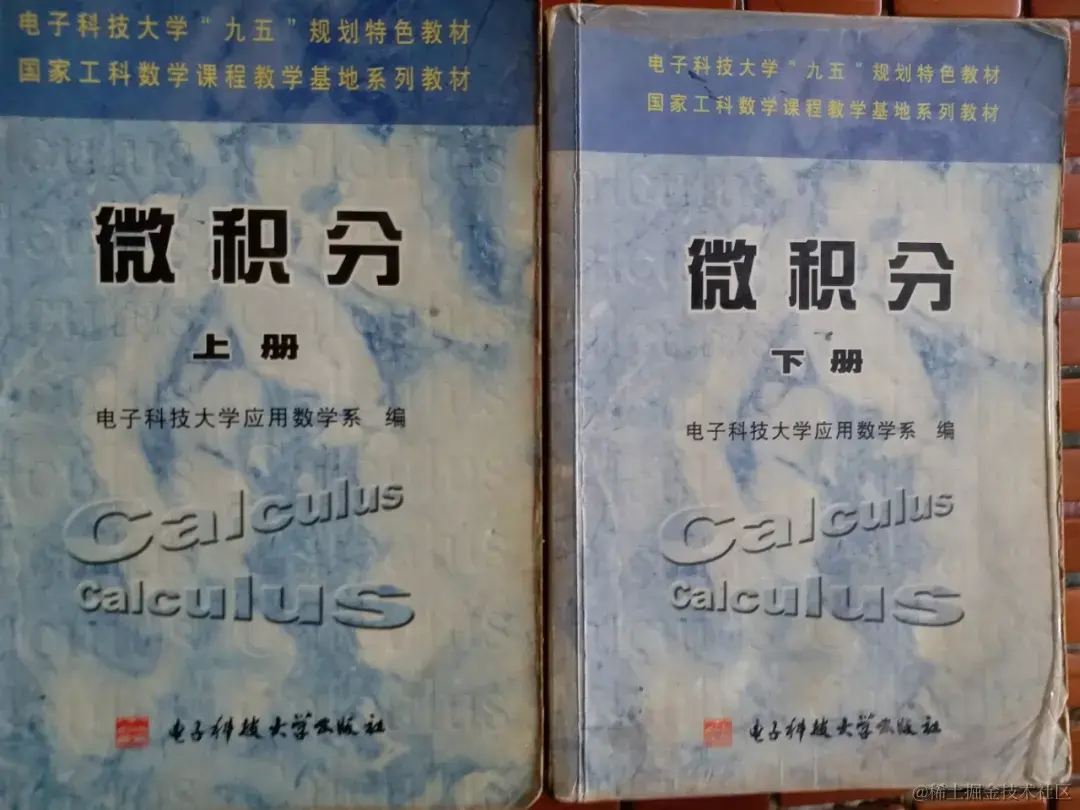 电子科技大学“九五”规划特色教材
国家工科数学课程教学基地系列教材
微积分
上册
电子科技大学应用数学系 编
Calculus
Calculus
电子科技大学出版社
电子科技大学“九五”规划特色教材
国家工科数学课程教学基地系列教材
微积分
下册
电子科技大学应用数学系 编
Calculus
Calculus
电子科技大学出版社
@稀土掘金技术社区